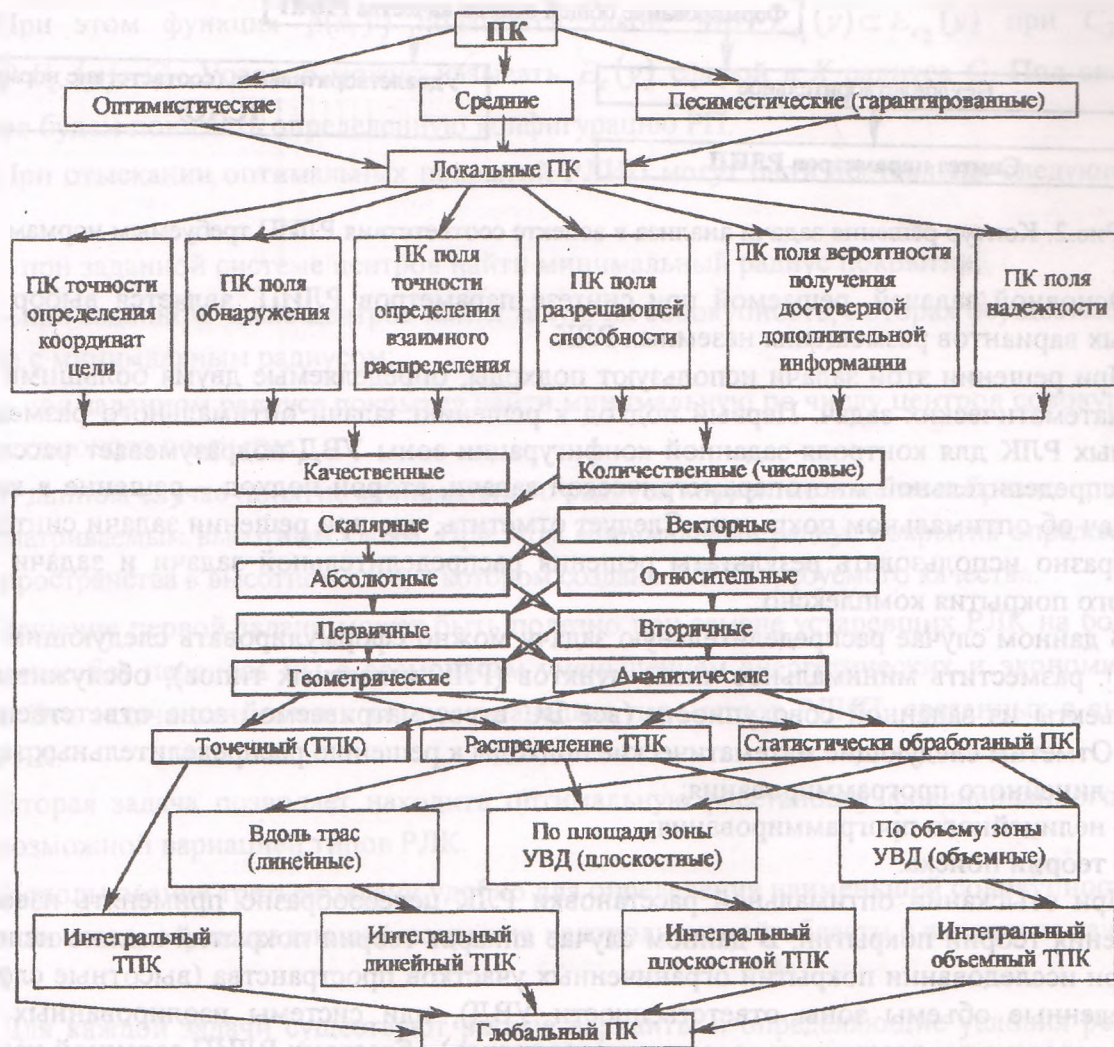 ПК
Оптимистические
Средние
Песиместические (гарантированные)
Локальные ПК
ПК точности
определения
координат
цели
ПК поля
обнаружения
ПК поля
точности
определения
взаимного
распределения
ПК поля
разрешающей
способности
ПК поля вероятности
получения
достоверной
дополнительной
информации
ПК поля
надежности
Качественные
Количественные (числовые)
Скалярные
Векторные
Абсолютные
Относительные
Первичные
Вторичные
Геометрические
Аналитические
Точечный (ТПК)
Распределение ТПК
Статистически обработаный ПК
Вдоль трас
(линейные)
По площади зоны
УВД (плоскостные)
По объему зоны
УВД (объемные)
Интегральный
ТПК
Интегральный
линейный ТПК
Интегральный
плоскостной ТПК
Интегральный
объемный ТПК
Глобальный ПК